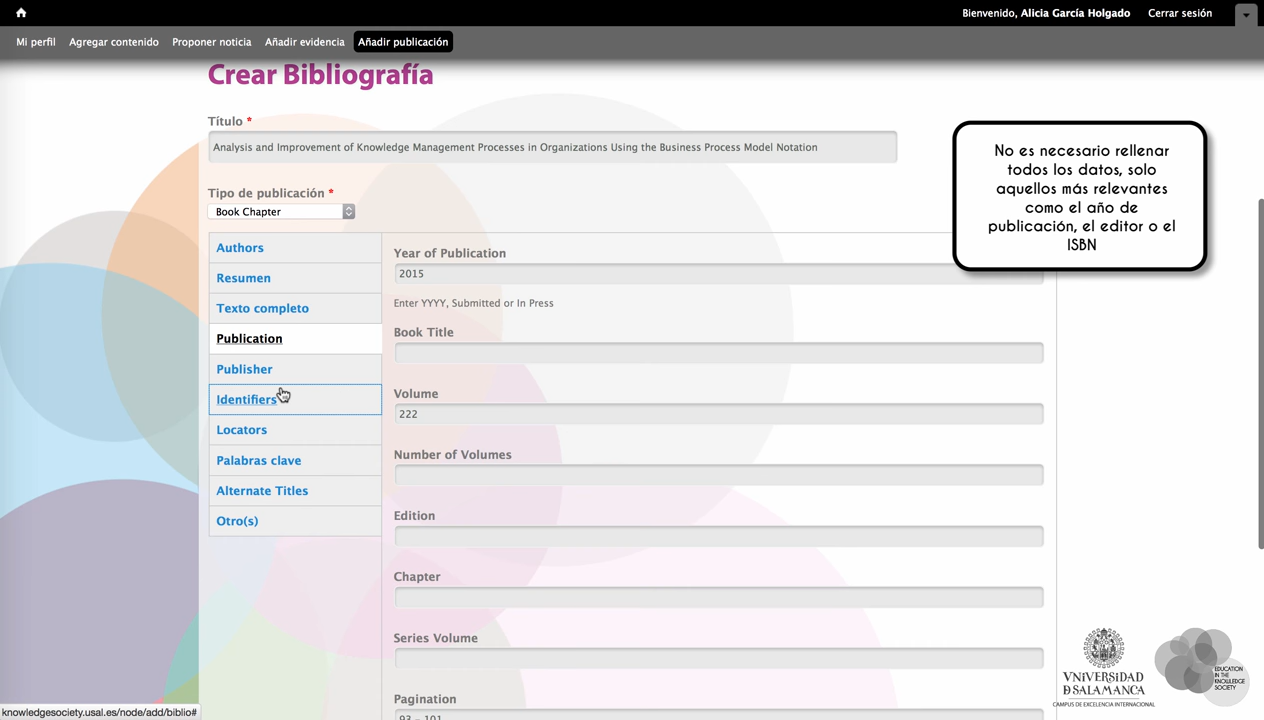 Bienvenido, Alicia García Holgado Cerrar sesión
Mi perfil Agregar contenido Proponer noticia Añadir evidencia Añadir publicación
Crear Bibliografía
Título *
Analysis and Improvement of Knowledge Management Processes in Organizations Using the Business Process Model Notation
No es necesario rellenar
todos los datos, solo
aquellos más relevantes
como el año de
publicación, el editor o el
ISBN
Tipo de publicación *
Book Chapter
Authors
Resumen
Texto completo
Publication
Publisher
Identifiers
Locators
Palabras clave
Alternate Titles
Otro(s)
Year of Publication
2015
Enter YYYY, Submitted or In Press
Book Title
Volume
222
Number of Volumes
Edition
Chapter
Series Volume
Pagination
93 - 101
VNIVERSIDAD
D SALAMANCA
CAMPUS DE EXCELENCIA INTERNACIONAL
EDUCATION
IN THE
KNOWLEDGE
SOCIETY
knowledgesociety.usal.es/node/add/biblio#